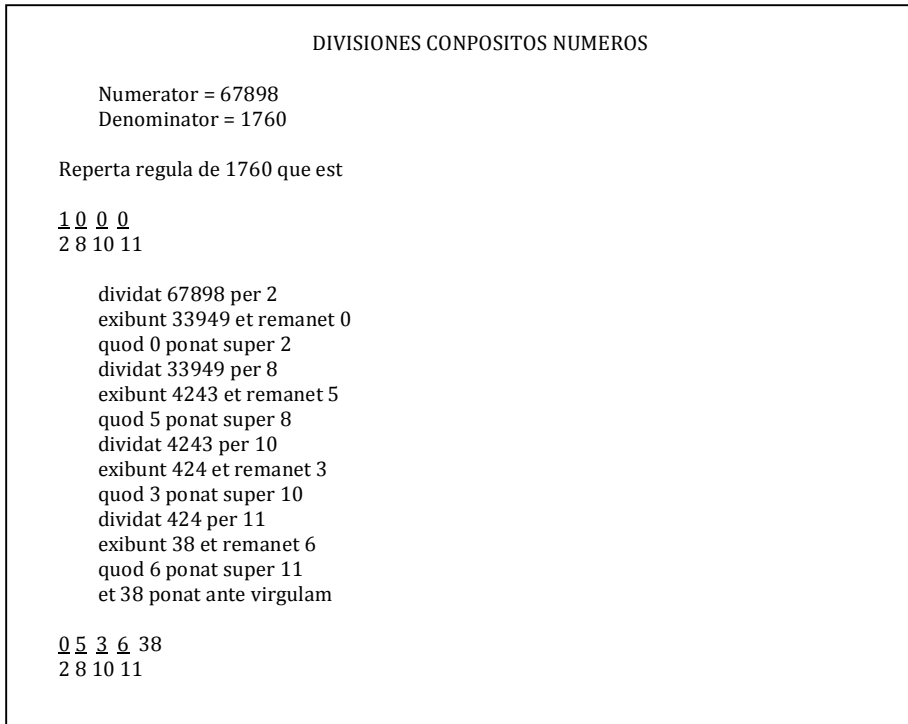 DIVISIONES CONPOSITOS NUMEROS
Numerator = 67898
Denominator = 1760
Reperta regula de 1760 que est
1 0 0 0
2 8 10 11
dividat 67898 per 2
exibunt 33949 et remanet 0
quod 0 ponat super 2
dividat 33949 per 8
exibunt 4243 et remanet 5
quod 5 ponat super 8
dividat 4243 per 10
exibunt 424 et remanet 3
quod 3 ponat super 10
dividat 424 per 11
exibunt 38 et remanet 6
quod 6 ponat super 11
et 38 ponat ante virgulam
0 5 3 6 38
2 8 10 11